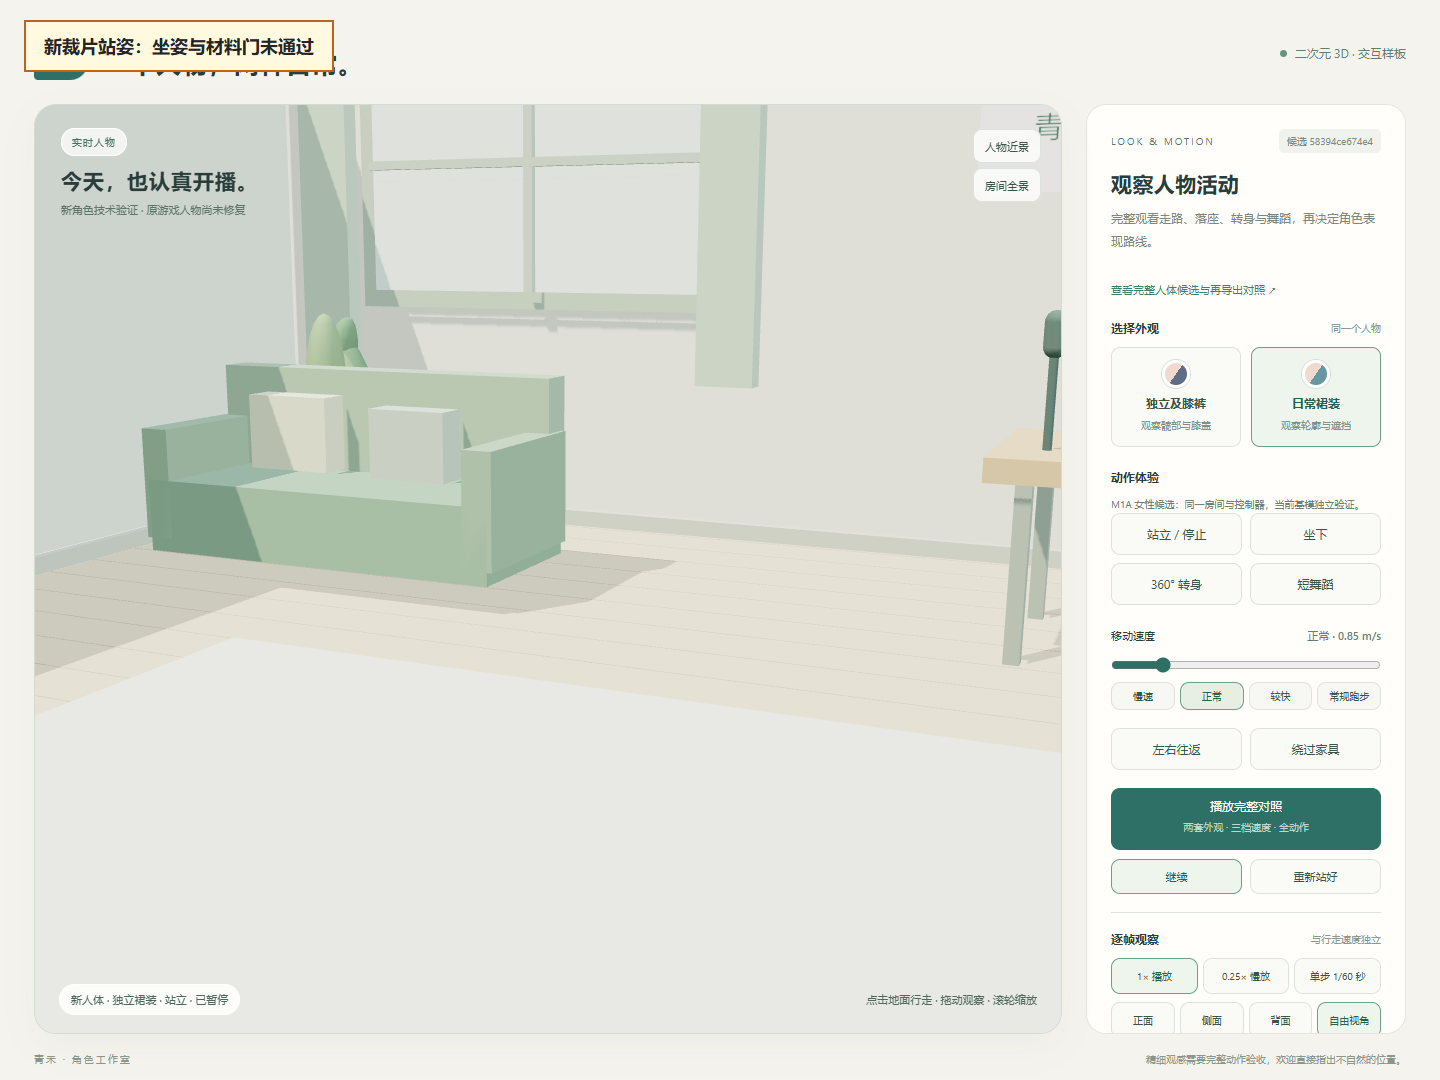 新裁片站姿：坐姿与材料门未通过
二次元 3D · 交互样板
实时人物
今天，也认真开播。
新角色技术验证 · 原游戏人物尚未修复
青
人物近景
房间全景
新人体 · 独立裙装 · 站立 · 已暂停
点击地面行走 · 拖动观察 · 滚轮缩放
LOOK & MOTION
候选 58394ce674e4
观察人物活动
完整观看走路、落座、转身与舞蹈，再决定角色表
现路线。
查看完整人体候选与再导出对照 ↗
选择外观
同一个人物
独立及膝裤
观察髋部与膝盖
日常裙装
观察轮廓与遮挡
动作体验
M1A 女性候选：同一房间与控制器，当前基模独立验证。
站立 / 停止
坐下
360° 转身
短舞蹈
移动速度
正常 · 0.85 m/s
慢速
正常
较快
常规跑步
左右往返
绕过家具
播放完整对照
两套外观 · 三档速度 · 全动作
继续
重新站好
逐帧观察
与行走速度独立
1× 播放
0.25× 慢放
单步 1/60 秒
正面
侧面
背面
自由视角
青禾 · 角色工作室
精细观感需要完整动作验收，欢迎直接指出不自然的位置。